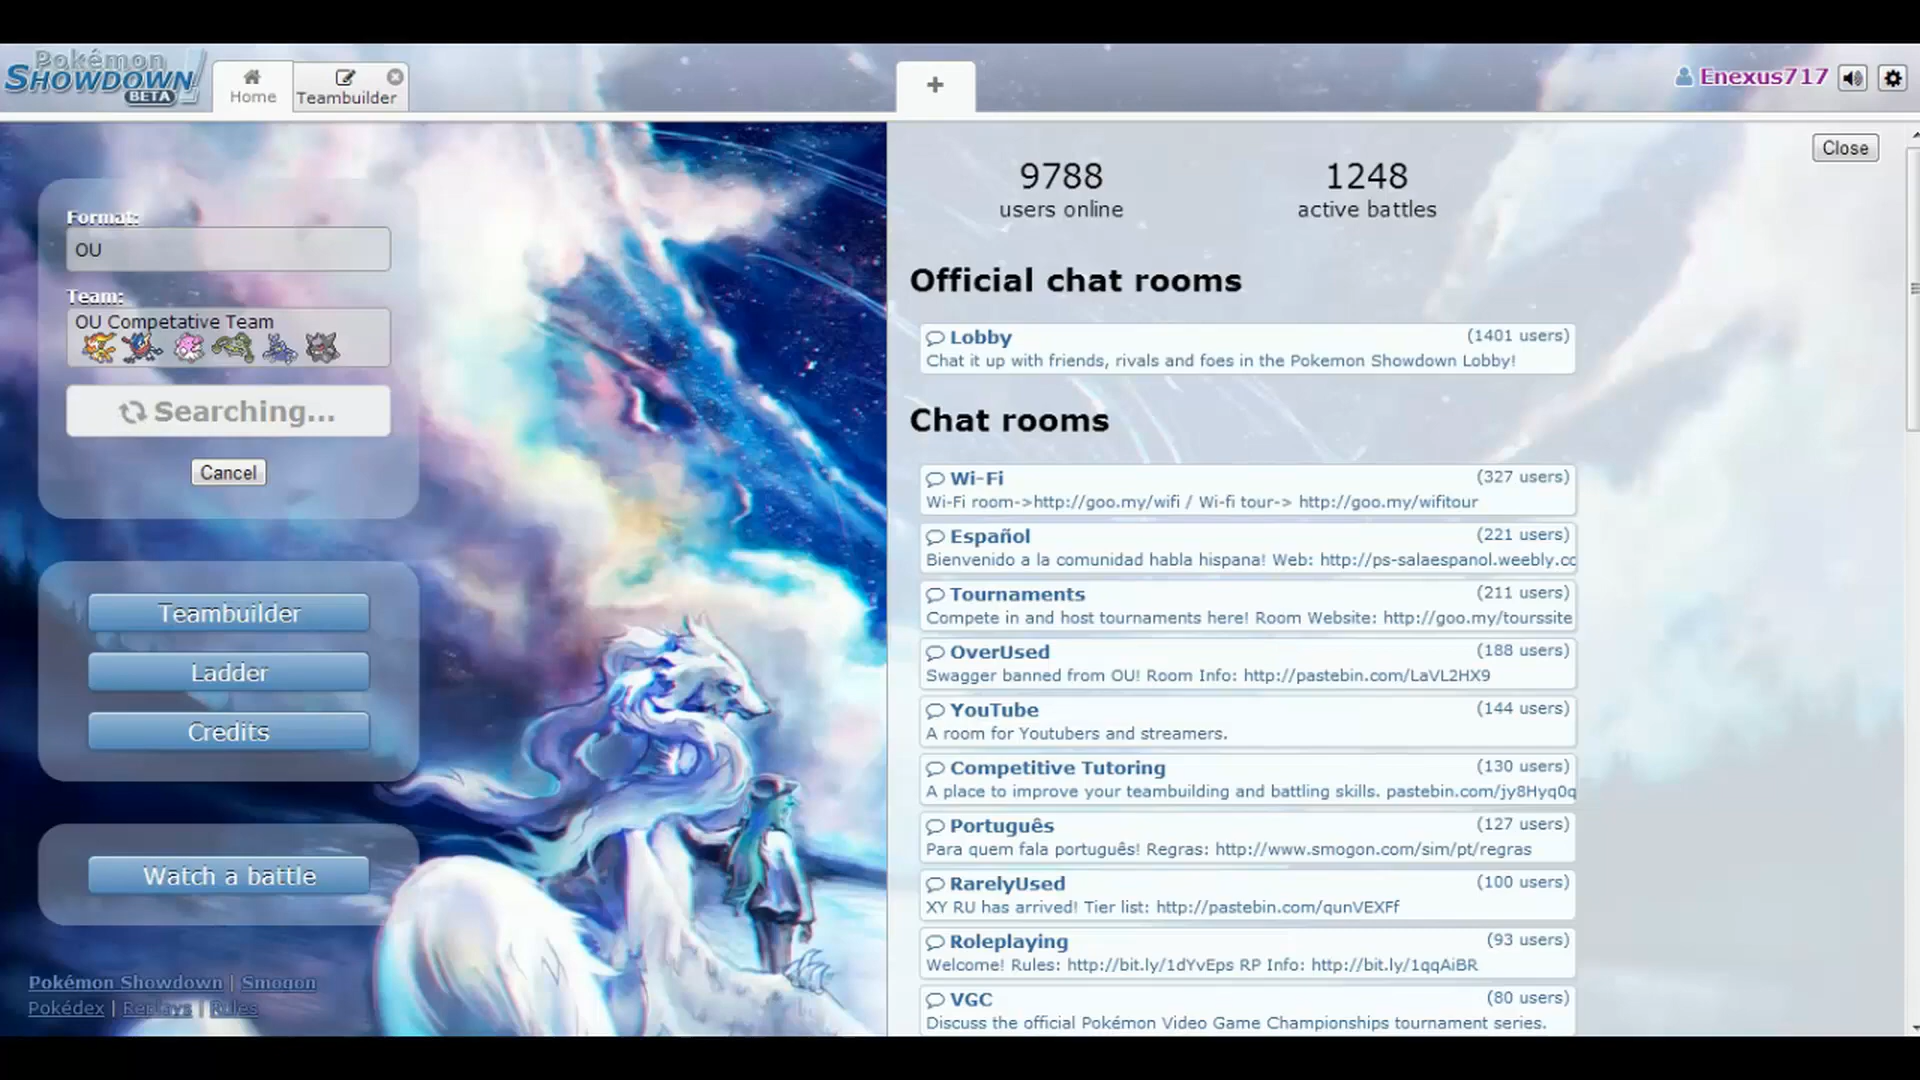 Pokémon
SHOWDOWN!
BETA
Home
Teambuilder
+
Enexus717
Close
Format:
OU
Team:
OU Competative Team
Searching...
Cancel
Teambuilder
Ladder
Credits
Watch a battle
Pokémon Showdown | Smogon
Pokédex | Replays | Rules
9788
users online
1248
active battles
Official chat rooms
Lobby (1401 users)
Chat it up with friends, rivals and foes in the Pokemon Showdown Lobby!
Chat rooms
Wi-Fi (327 users)
Wi-Fi room->http://goo.my/wifi / Wi-fi tour-> http://goo.my/wifitour
Español (221 users)
Bienvenido a la comunidad habla hispana! Web: http://ps-salaespanol.weebly.cc
Tournaments (211 users)
Compete in and host tournaments here! Room Website: http://goo.my/tourssite
OverUsed (188 users)
Swagger banned from OU! Room Info: http://pastebin.com/LaVL2HX9
YouTube (144 users)
A room for Youtubers and streamers.
Competitive Tutoring (130 users)
A place to improve your teambuilding and battling skills. pastebin.com/jy8Hyq0q
Português (127 users)
Para quem fala português! Regras: http://www.smogon.com/sim/pt/regras
RarelyUsed (100 users)
XY RU has arrived! Tier list: http://pastebin.com/qunVEXFf
Roleplaying (93 users)
Welcome! Rules: http://bit.ly/1dYvEps RP Info: http://bit.ly/1qqAiBR
VGC (80 users)
Discuss the official Pokémon Video Game Championships tournament series.